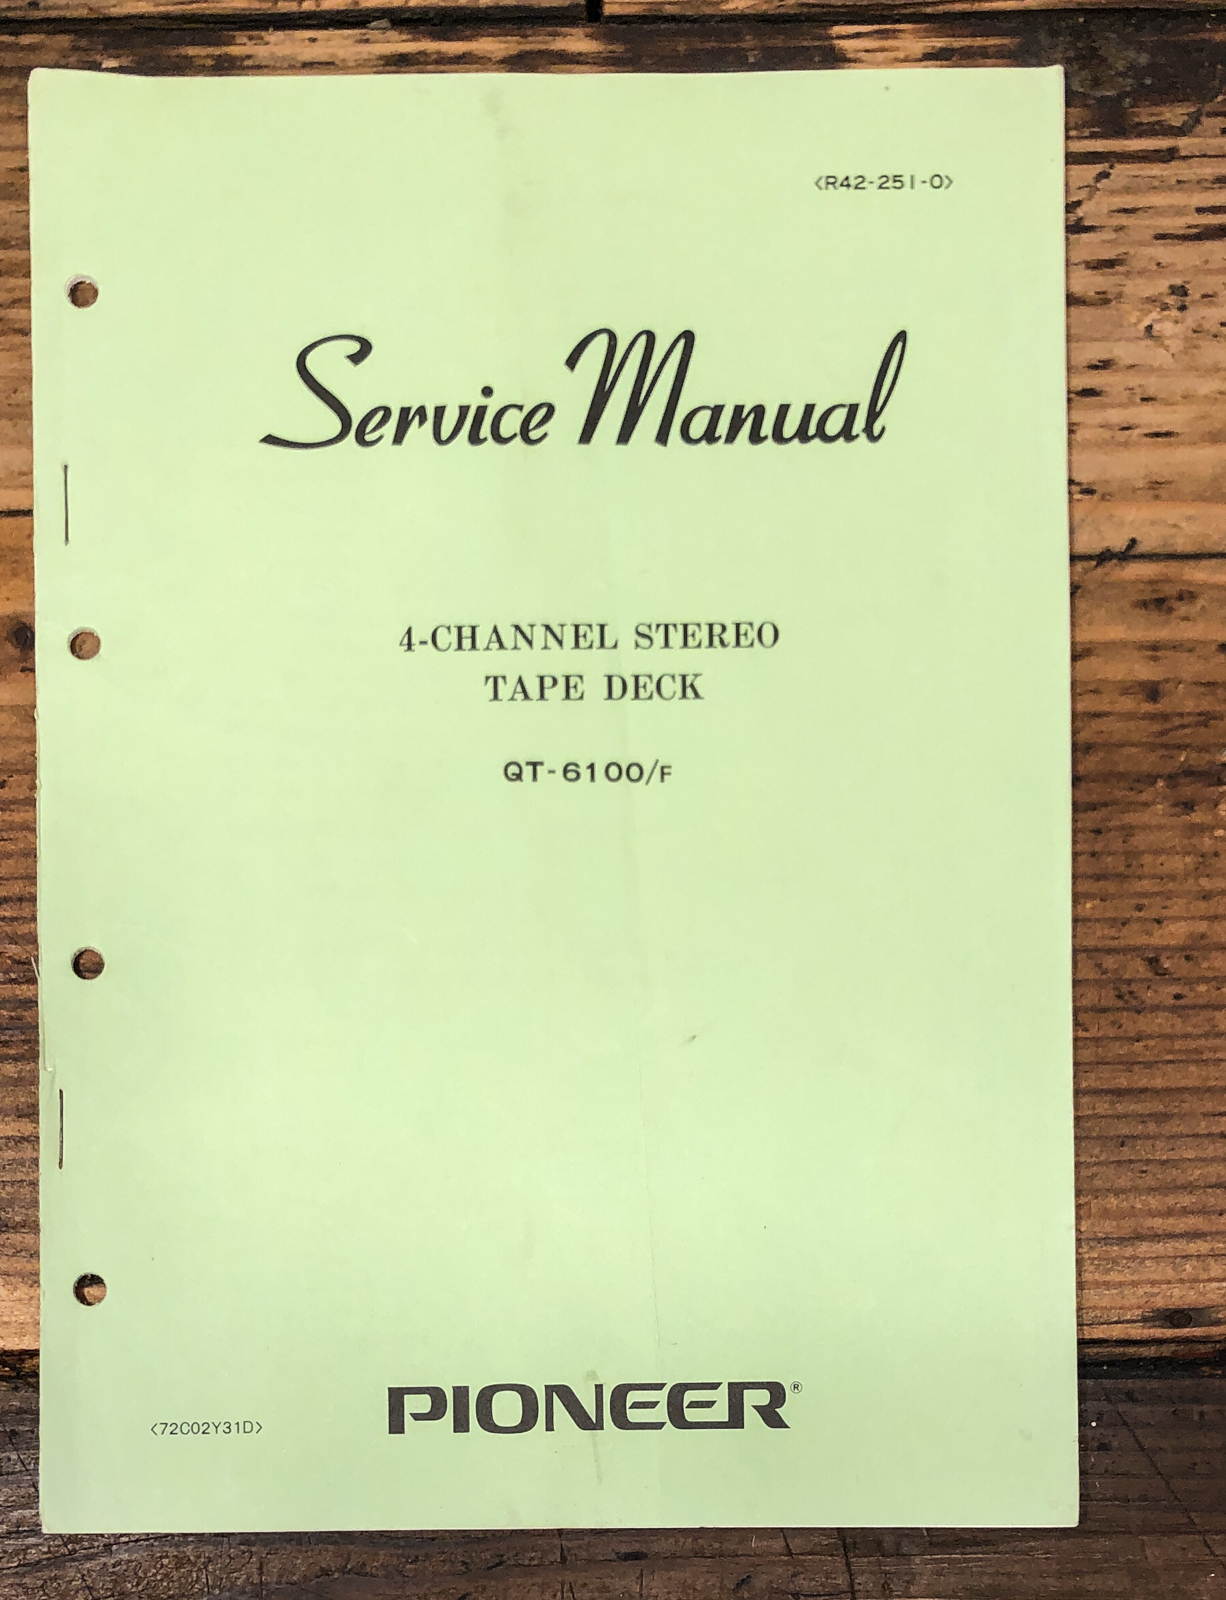 <R42-251-0>
Service Manual
4-CHANNEL STEREO
TAPE DECK
QT-6100/F
PIONEER®
<72C02Y31D>